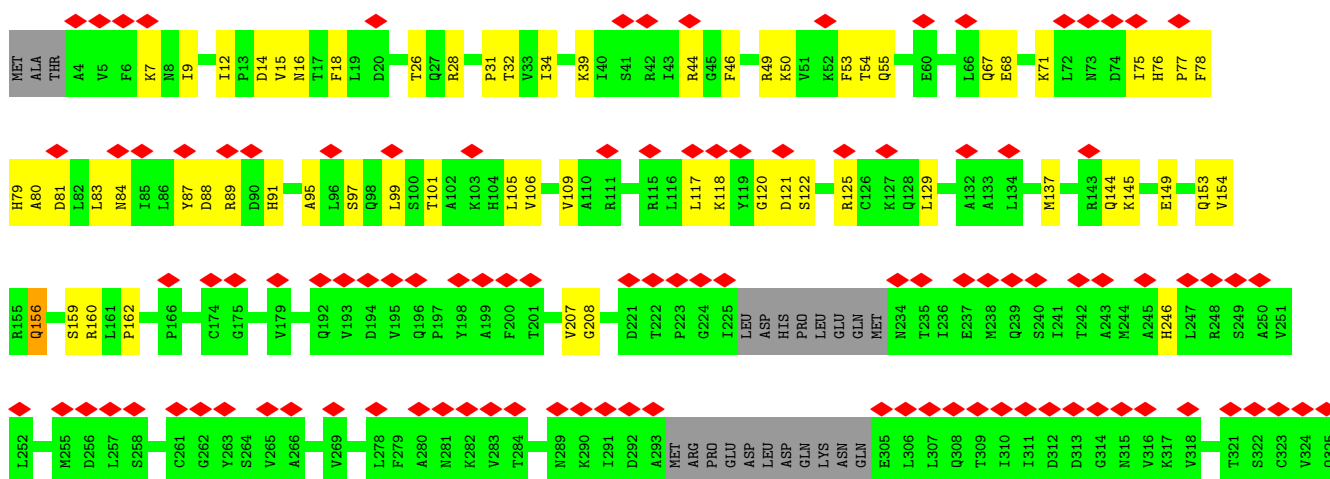 MET ALA THR A4 V5 F6 K7 N8 I9 I12 P13 D14 V15 N16 T17 F18 L19 D20 T26 Q27 R28 P31 T32 V33 I34 K39 I40 S41 R42 I43 R44 G45 F46 R49 K50 V51 K52 F53 T54 Q55 E60 L66 Q67 E68 K71 L72 N73 D74 I75 H76 P77 F78
H79 A80 D81 L82 L83 N84 I85 L86 Y87 D88 R89 D90 H91 A95 L96 S97 Q98 L99 S100 T101 A102 K103 H104 L105 V106 V109 A110 R111 R115 L116 L117 K118 Y119 G120 D121 S122 R125 C126 K127 Q128 L129 A132 A133 L134 M137 R143 Q144 K145 E149 Q153 V154
R155 Q156 S159 R160 L161 P162 P166 C174 G175 V179 Q192 V193 D194 V195 Q196 P197 Y198 A199 F200 T201 V207 G208 D221 T222 P223 G224 I225 LEU ASP HIS PRO LEU GLU GLN MET N234 T235 I236 E237 M238 Q239 S240 I241 T242 A243 M244 A245 H246 L247 R248 S249 A250 V251
L252 M255 D256 L257 S258 C261 G262 Y263 S264 V265 A266 V269 L278 F279 A280 N281 K282 V283 T284 N289 K290 I291 D292 A293 MET ARG PRO GLU ASP LEU ASP GLN LYS ASN GLN E305 L306 L307 Q308 T309 I310 I311 D312 D313 G314 N315 V316 K317 V318 T321 S322 C323 V324 Q325